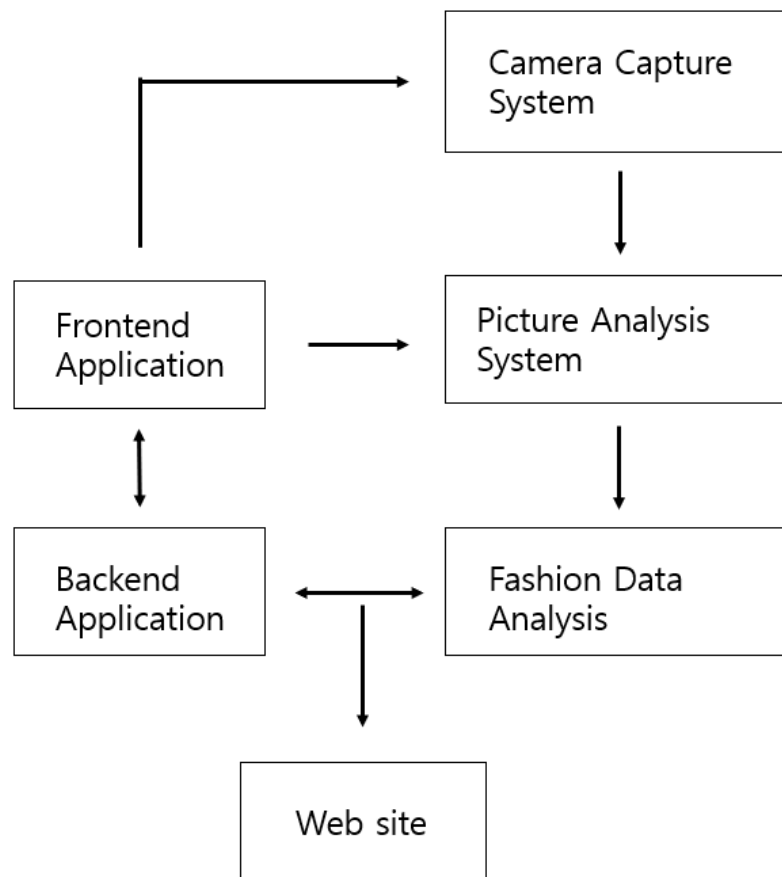 Camera Capture
System
Frontend
Application
Picture Analysis
System
Backend
Application
Fashion Data
Analysis
Web site